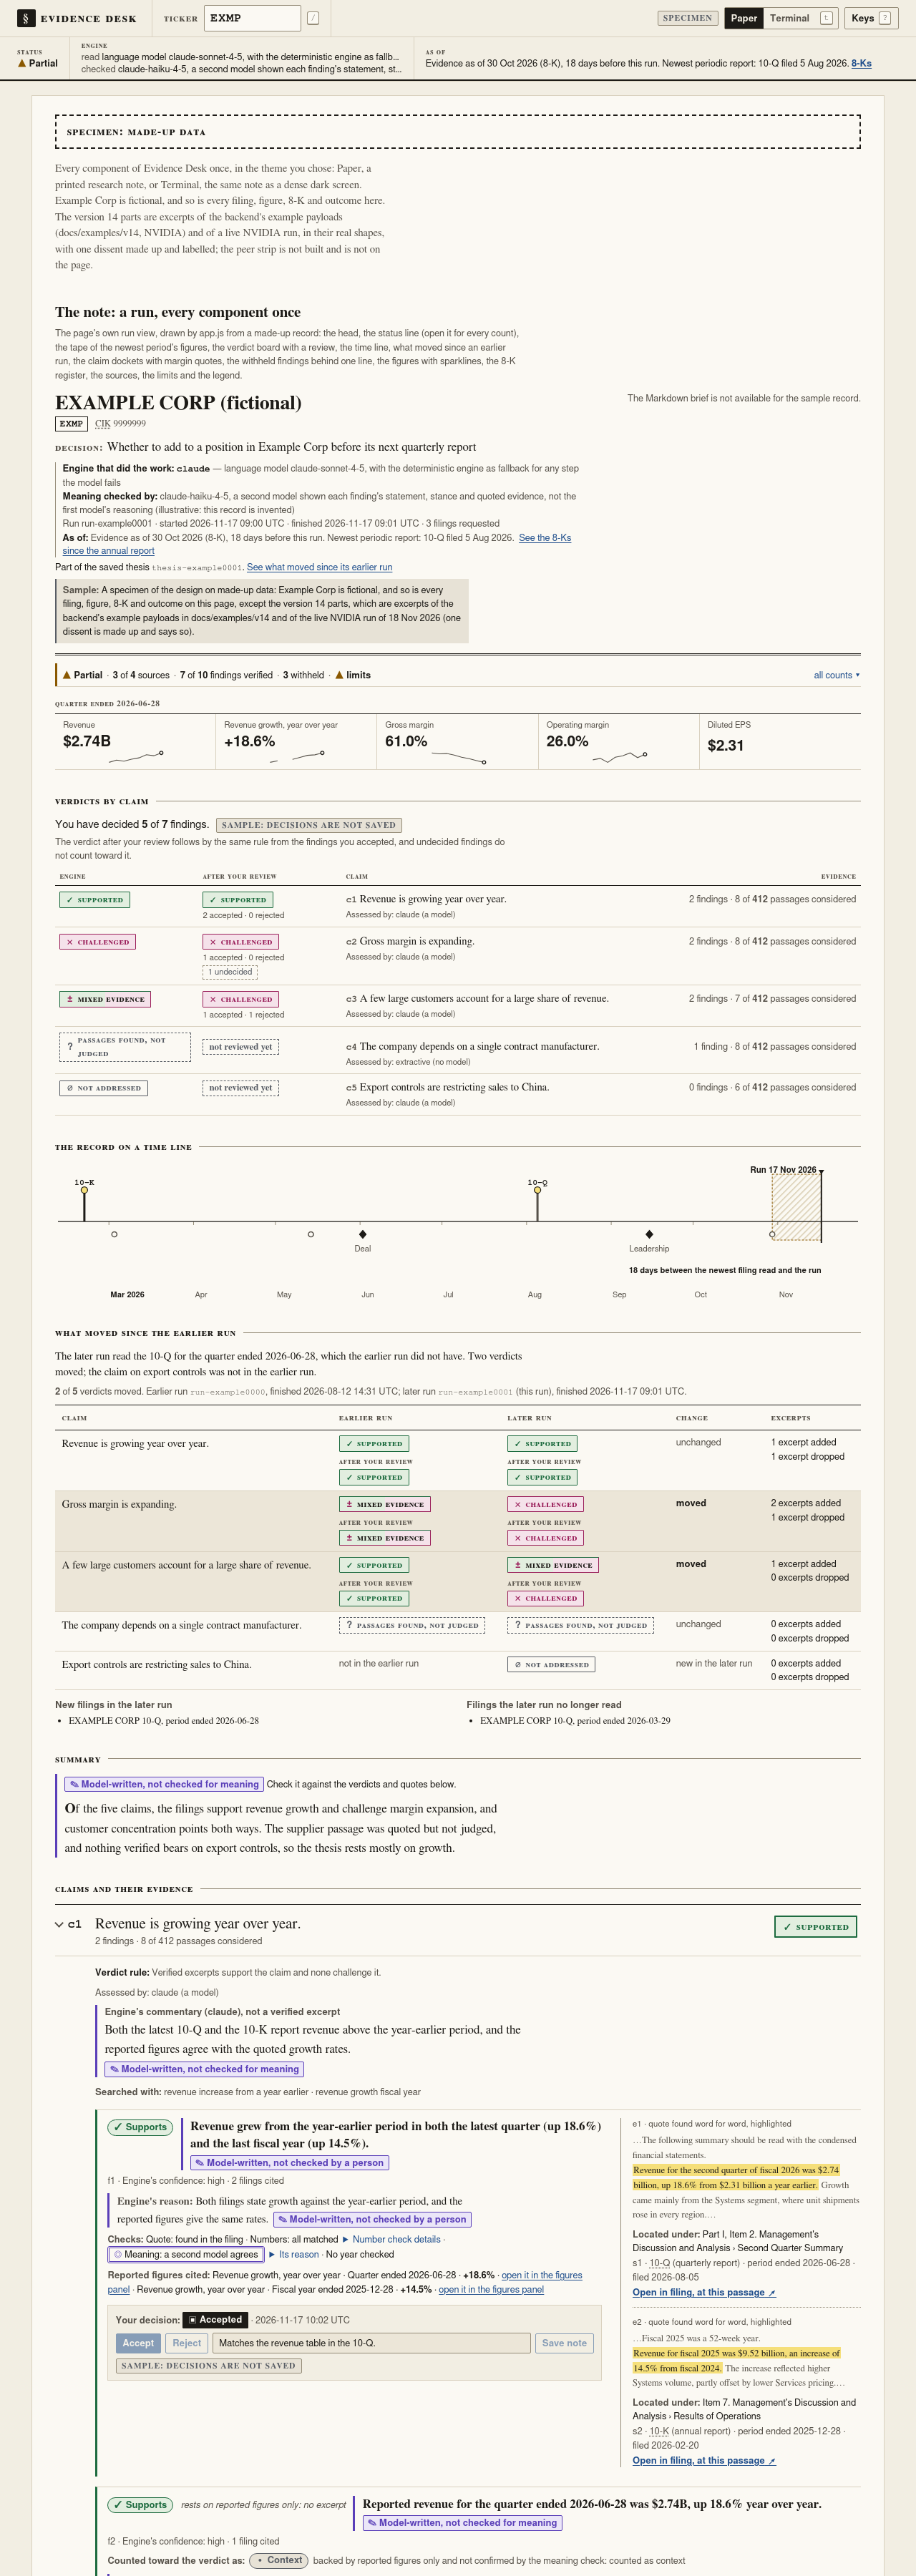 § EVIDENCE DESK
TICKER EXMP /
SPECIMEN Paper Terminal t Keys ?
STATUS
Partial
ENGINE
read language model claude-sonnet-4-5, with the deterministic engine as fallb...
checked claude-haiku-4-5, a second model shown each finding's statement, st...
AS OF
Evidence as of 30 Oct 2026 (8-K), 18 days before this run. Newest periodic report: 10-Q filed 5 Aug 2026. 8-Ks
SPECIMEN: MADE-UP DATA
Every component of Evidence Desk once, in the theme you chose: Paper, a
printed research note, or Terminal, the same note as a dense dark screen.
Example Corp is fictional, and so is every filing, figure, 8-K and outcome here.
The version 14 parts are excerpts of the backend's example payloads
(docs/examples/v14, NVIDIA) and of a live NVIDIA run, in their real shapes,
with one dissent made up and labelled; the peer strip is not built and is not on
the page.
The note: a run, every component once
The page's own run view, drawn by app.js from a made-up record: the head, the status line (open it for every count),
the tape of the newest period's figures, the verdict board with a review, the time line, what moved since an earlier
run, the claim dockets with margin quotes, the withheld findings behind one line, the figures with sparklines, the 8-K
register, the sources, the limits and the legend.
EXAMPLE CORP (fictional)
The Markdown brief is not available for the sample record.
EXMP CIK 9999999
DECISION: Whether to add to a position in Example Corp before its next quarterly report
Engine that did the work: claude — language model claude-sonnet-4-5, with the deterministic engine as fallback for any step
the model fails
Meaning checked by: claude-haiku-4-5, a second model shown each finding's statement, stance and quoted evidence, not the
first model's reasoning (illustrative: this record is invented)
Run run-example0001 · started 2026-11-17 09:00 UTC · finished 2026-11-17 09:01 UTC · 3 filings requested
As of: Evidence as of 30 Oct 2026 (8-K), 18 days before this run. Newest periodic report: 10-Q filed 5 Aug 2026. See the 8-Ks
since the annual report
Part of the saved thesis thesis-example0001. See what moved since its earlier run
Sample: A specimen of the design on made-up data: Example Corp is fictional, and so is every
filing, figure, 8-K and outcome on this page, except the version 14 parts, which are excerpts of the
backend's example payloads in docs/examples/v14 and of the live NVIDIA run of 18 Nov 2026 (one
dissent is made up and says so).
Partial · 3 of 4 sources · 7 of 10 findings verified · 3 withheld · limits
all counts ▾
QUARTER ENDED 2026-06-28
Revenue
$2.74B
Revenue growth, year over year
+18.6%
Gross margin
61.0%
Operating margin
26.0%
Diluted EPS
$2.31
VERDICTS BY CLAIM
You have decided 5 of 7 findings. SAMPLE: DECISIONS ARE NOT SAVED
The verdict after your review follows by the same rule from the findings you accepted, and undecided findings do
not count toward it.
ENGINE AFTER YOUR REVIEW CLAIM EVIDENCE
✓ SUPPORTED ✓ SUPPORTED c1 Revenue is growing year over year. 2 findings · 8 of 412 passages considered
2 accepted · 0 rejected Assessed by: claude (a model)
× CHALLENGED × CHALLENGED c2 Gross margin is expanding. 2 findings · 8 of 412 passages considered
1 accepted · 0 rejected Assessed by: claude (a model)
1 undecided
± MIXED EVIDENCE × CHALLENGED c3 A few large customers account for a large share of revenue. 2 findings · 7 of 412 passages considered
1 accepted · 1 rejected Assessed by: claude (a model)
? PASSAGES FOUND, NOT JUDGED not reviewed yet c4 The company depends on a single contract manufacturer. 1 finding · 8 of 412 passages considered
Assessed by: extractive (no model)
∅ NOT ADDRESSED not reviewed yet c5 Export controls are restricting sales to China. 0 findings · 6 of 412 passages considered
Assessed by: claude (a model)
THE RECORD ON A TIME LINE
Run 17 Nov 2026
10-K 10-Q
Deal Leadership
18 days between the newest filing read and the run
Mar 2026 Apr May Jun Jul Aug Sep Oct Nov
WHAT MOVED SINCE THE EARLIER RUN
The later run read the 10-Q for the quarter ended 2026-06-28, which the earlier run did not have. Two verdicts
moved; the claim on export controls was not in the earlier run.
2 of 5 verdicts moved. Earlier run run-example0000, finished 2026-08-12 14:31 UTC; later run run-example0001 (this run), finished 2026-11-17 09:01 UTC.
CLAIM EARLIER RUN LATER RUN CHANGE EXCERPTS
Revenue is growing year over year. ✓ SUPPORTED ✓ SUPPORTED unchanged 1 excerpt added
1 excerpt dropped
AFTER YOUR REVIEW AFTER YOUR REVIEW
✓ SUPPORTED ✓ SUPPORTED
Gross margin is expanding. ± MIXED EVIDENCE × CHALLENGED moved 2 excerpts added
1 excerpt dropped
AFTER YOUR REVIEW AFTER YOUR REVIEW
± MIXED EVIDENCE × CHALLENGED
A few large customers account for a large share of revenue. ✓ SUPPORTED ± MIXED EVIDENCE moved 1 excerpt added
0 excerpts dropped
AFTER YOUR REVIEW AFTER YOUR REVIEW
✓ SUPPORTED × CHALLENGED
The company depends on a single contract manufacturer. ? PASSAGES FOUND, NOT JUDGED ? PASSAGES FOUND, NOT JUDGED unchanged 0 excerpts added
0 excerpts dropped
Export controls are restricting sales to China. not in the earlier run ∅ NOT ADDRESSED new in the later run 0 excerpts added
0 excerpts dropped
New filings in the later run
• EXAMPLE CORP 10-Q, period ended 2026-06-28
Filings the later run no longer read
• EXAMPLE CORP 10-Q, period ended 2026-03-29
SUMMARY
✎ Model-written, not checked for meaning Check it against the verdicts and quotes below.
Of the five claims, the filings support revenue growth and challenge margin expansion, and
customer concentration points both ways. The supplier passage was quoted but not judged,
and nothing verified bears on export controls, so the thesis rests mostly on growth.
CLAIMS AND THEIR EVIDENCE
c1 Revenue is growing year over year. ✓ SUPPORTED
2 findings · 8 of 412 passages considered
Verdict rule: Verified excerpts support the claim and none challenge it.
Assessed by: claude (a model)
Engine's commentary (claude), not a verified excerpt
Both the latest 10-Q and the 10-K report revenue above the year-earlier period, and the
reported figures agree with the quoted growth rates.
✎ Model-written, not checked for meaning
Searched with: revenue increase from a year earlier · revenue growth fiscal year
✓ Supports
Revenue grew from the year-earlier period in both the latest quarter (up 18.6%)
and the last fiscal year (up 14.5%).
✎ Model-written, not checked by a person
f1 · Engine's confidence: high · 2 filings cited
Engine's reason: Both filings state growth against the year-earlier period, and the
reported figures give the same rates. ✎ Model-written, not checked by a person
Checks: Quote: found in the filing · Numbers: all matched ▶ Number check details ·
Meaning: a second model agrees ▶ Its reason · No year checked
Reported figures cited: Revenue growth, year over year · Quarter ended 2026-06-28 · +18.6% · open it in the figures
panel · Revenue growth, year over year · Fiscal year ended 2025-12-28 · +14.5% · open it in the figures panel
Your decision: Accepted · 2026-11-17 10:02 UTC
Accept Reject Matches the revenue table in the 10-Q. Save note
SAMPLE: DECISIONS ARE NOT SAVED
e1 · quote found word for word, highlighted
…The following summary should be read with the condensed
financial statements.
Revenue for the second quarter of fiscal 2026 was $2.74
billion, up 18.6% from $2.31 billion a year earlier. Growth
came mainly from the Systems segment, where unit shipments
rose in every region.…
Located under: Part I, Item 2. Management's
Discussion and Analysis › Second Quarter Summary
s1 · 10-Q (quarterly report) · period ended 2026-06-28 ·
filed 2026-08-05
Open in filing, at this passage ↗
e2 · quote found word for word, highlighted
…Fiscal 2025 was a 52-week year.
Revenue for fiscal 2025 was $9.52 billion, an increase of
14.5% from fiscal 2024. The increase reflected higher
Systems volume, partly offset by lower Services pricing.…
Located under: Item 7. Management's Discussion and
Analysis › Results of Operations
s2 · 10-K (annual report) · period ended 2025-12-28 ·
filed 2026-02-20
Open in filing, at this passage ↗
✓ Supports rests on reported figures only: no excerpt
Reported revenue for the quarter ended 2026-06-28 was $2.74B, up 18.6% year over year.
✎ Model-written, not checked for meaning
f2 · Engine's confidence: high · 1 filing cited
Counted toward the verdict as: • Context backed by reported figures only and not confirmed by the meaning check: counted as context